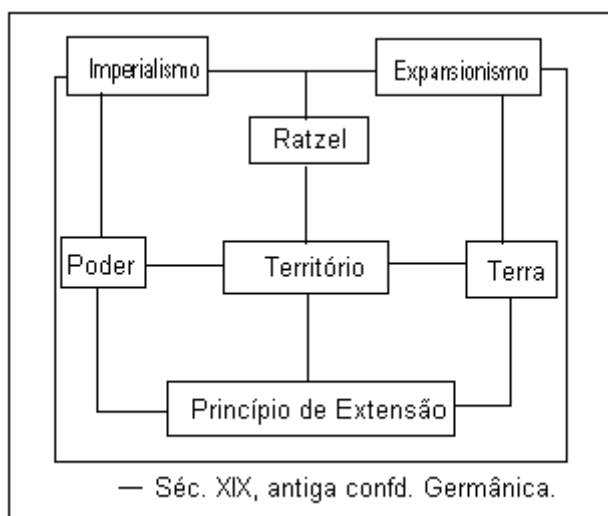 Imperialismo
Expansionismo
Ratzel
Poder
Território
Terra
Princípio de Extensão
— Séc. XIX, antiga confd. Germânica.